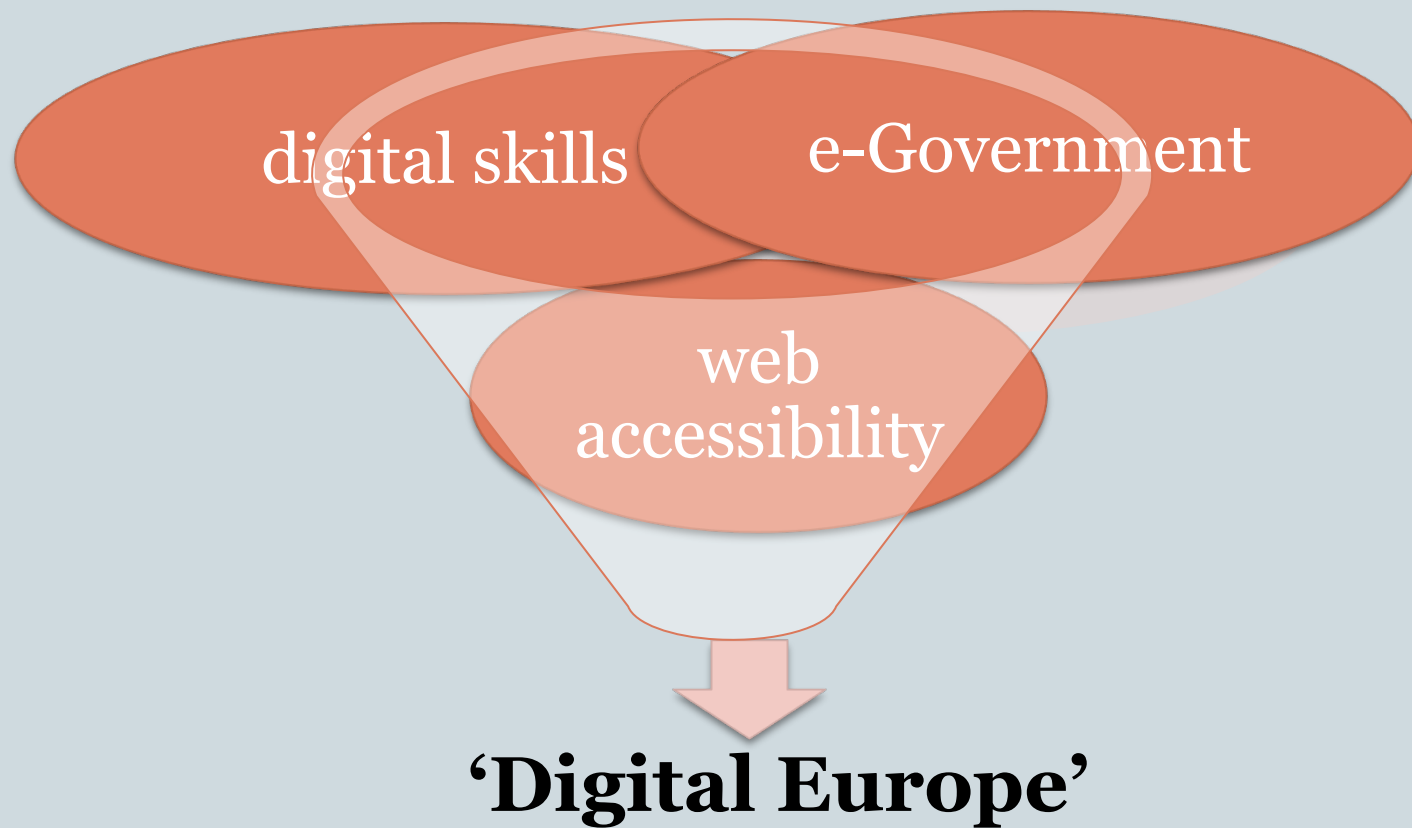 digital skills
e-Government
web
accessibility
‘Digital Europe’